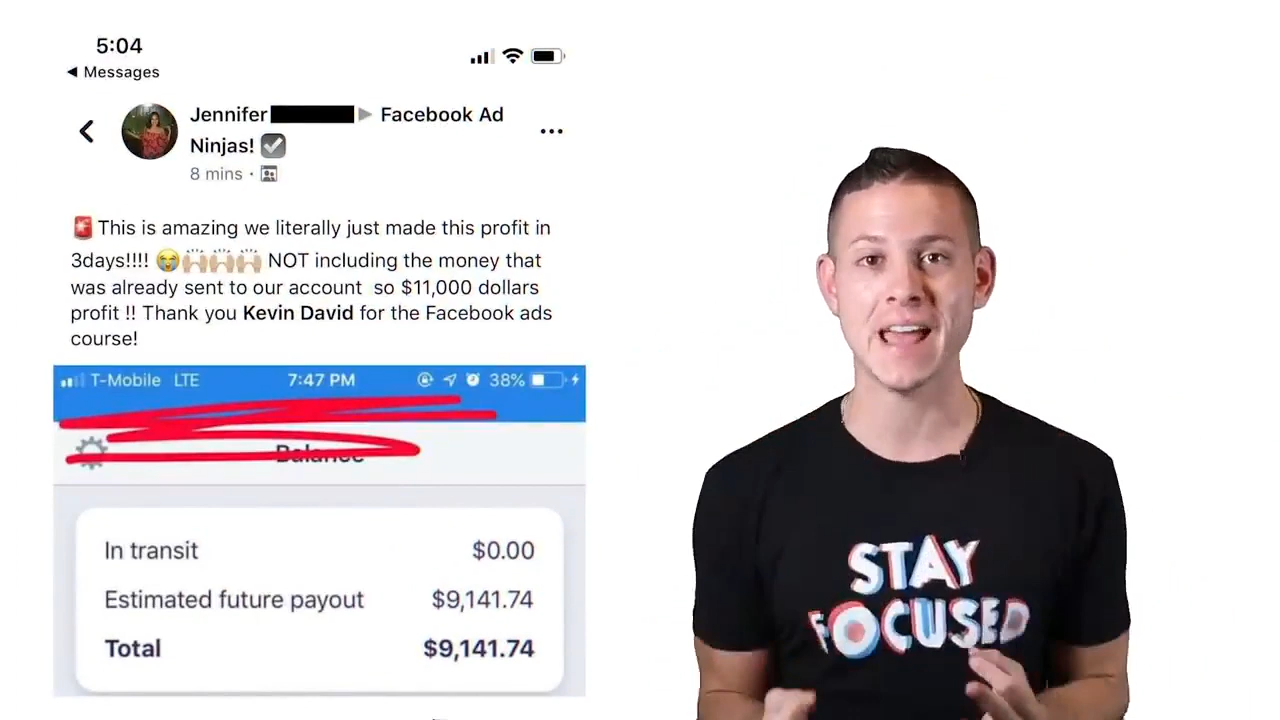 5:04
◀ Messages
Jennifer ▶ Facebook Ad
Ninjas! ☑
8 mins ·
🚨 This is amazing we literally just made this profit in
3days!!!! 😭🙌🏼🙌🏼🙌🏼 NOT including the money that
was already sent to our account so $11,000 dollars
profit !! Thank you Kevin David for the Facebook ads
course!
T-Mobile LTE 7:47 PM 38%
Balance
In transit $0.00
Estimated future payout $9,141.74
Total $9,141.74
STAY
FOCUSED